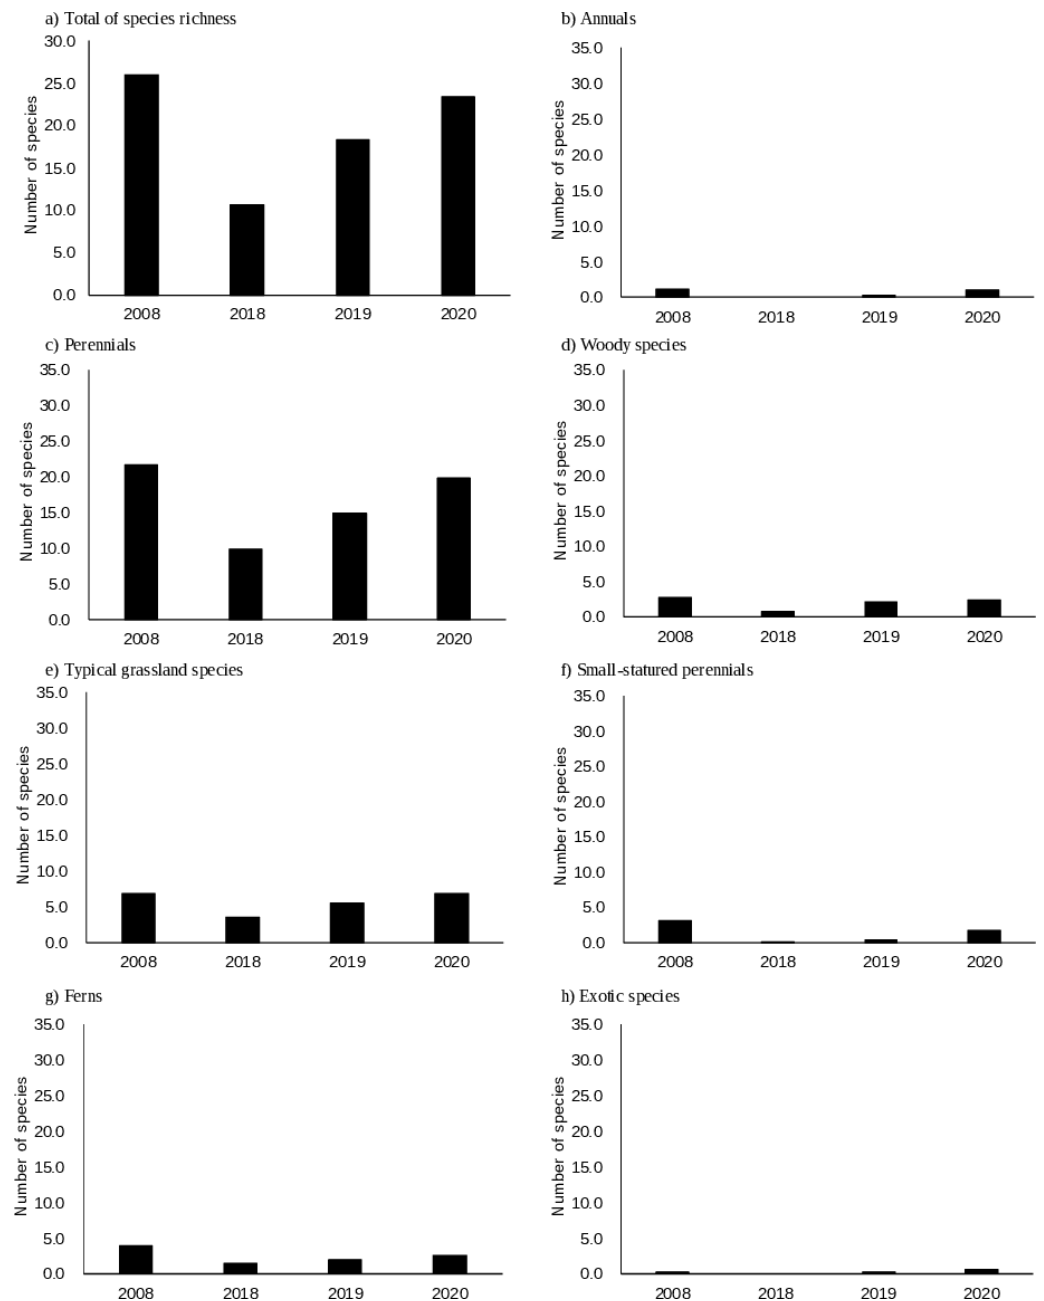 a) Total of species richness
30.0
25.0
20.0
15.0
10.0
5.0
0.0
Number of species
2008 2018 2019 2020
b) Annuals
35.0
30.0
25.0
20.0
15.0
10.0
5.0
0.0
Number of species
2008 2018 2019 2020
c) Perennials
35.0
30.0
25.0
20.0
15.0
10.0
5.0
0.0
Number of species
2008 2018 2019 2020
d) Woody species
35.0
30.0
25.0
20.0
15.0
10.0
5.0
0.0
Number of species
2008 2018 2019 2020
e) Typical grassland species
35.0
30.0
25.0
20.0
15.0
10.0
5.0
0.0
Number of species
2008 2018 2019 2020
f) Small-statured perennials
35.0
30.0
25.0
20.0
15.0
10.0
5.0
0.0
Number of species
2008 2018 2019 2020
g) Ferns
35.0
30.0
25.0
20.0
15.0
10.0
5.0
0.0
Number of species
2008 2018 2019 2020
h) Exotic species
35.0
30.0
25.0
20.0
15.0
10.0
5.0
0.0
Number of species
2008 2018 2019 2020